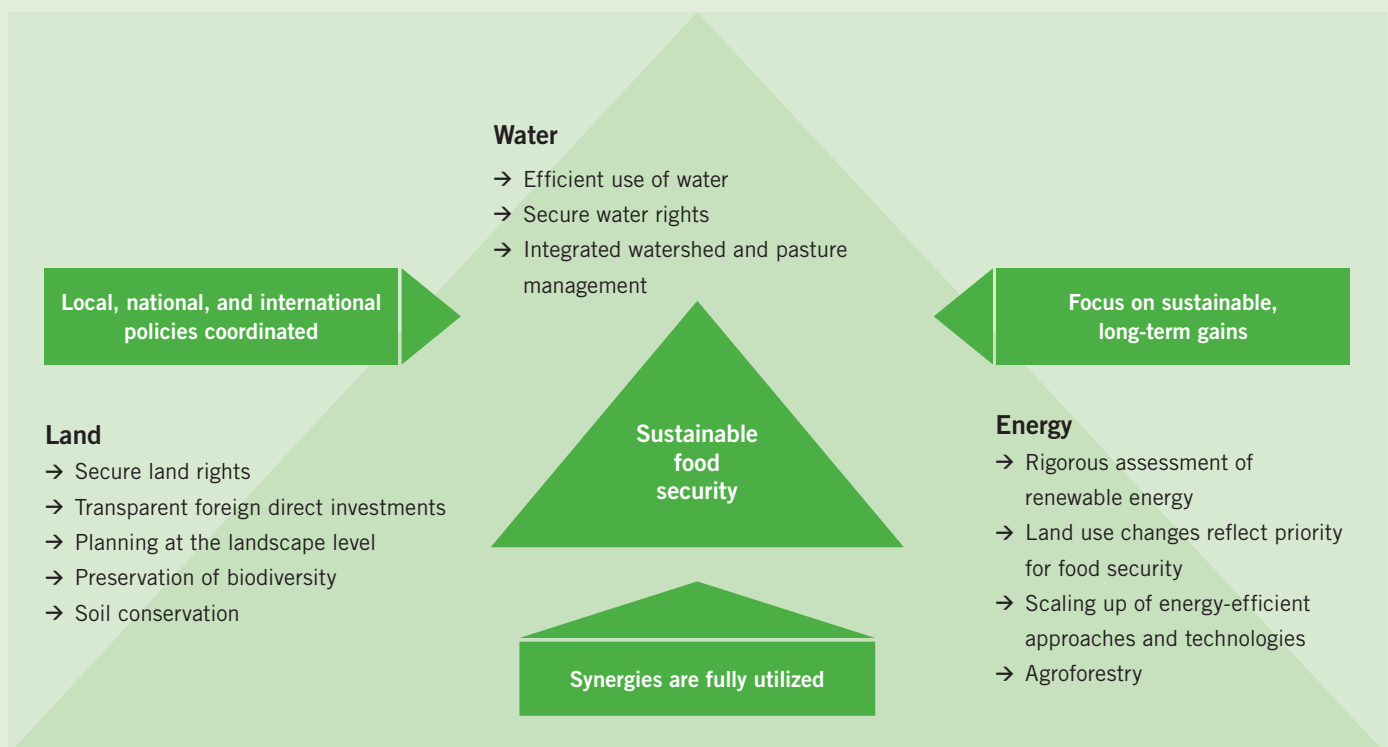 Water
→ Efficient use of water
→ Secure water rights
→ Integrated watershed and pasture
management
Local, national, and international
policies coordinated
Focus on sustainable,
long-term gains
Land
→ Secure land rights
→ Transparent foreign direct investments
→ Planning at the landscape level
→ Preservation of biodiversity
→ Soil conservation
Sustainable
food
security
Energy
→ Rigorous assessment of
renewable energy
→ Land use changes reflect priority
for food security
→ Scaling up of energy-efficient
approaches and technologies
→ Agroforestry
Synergies are fully utilized